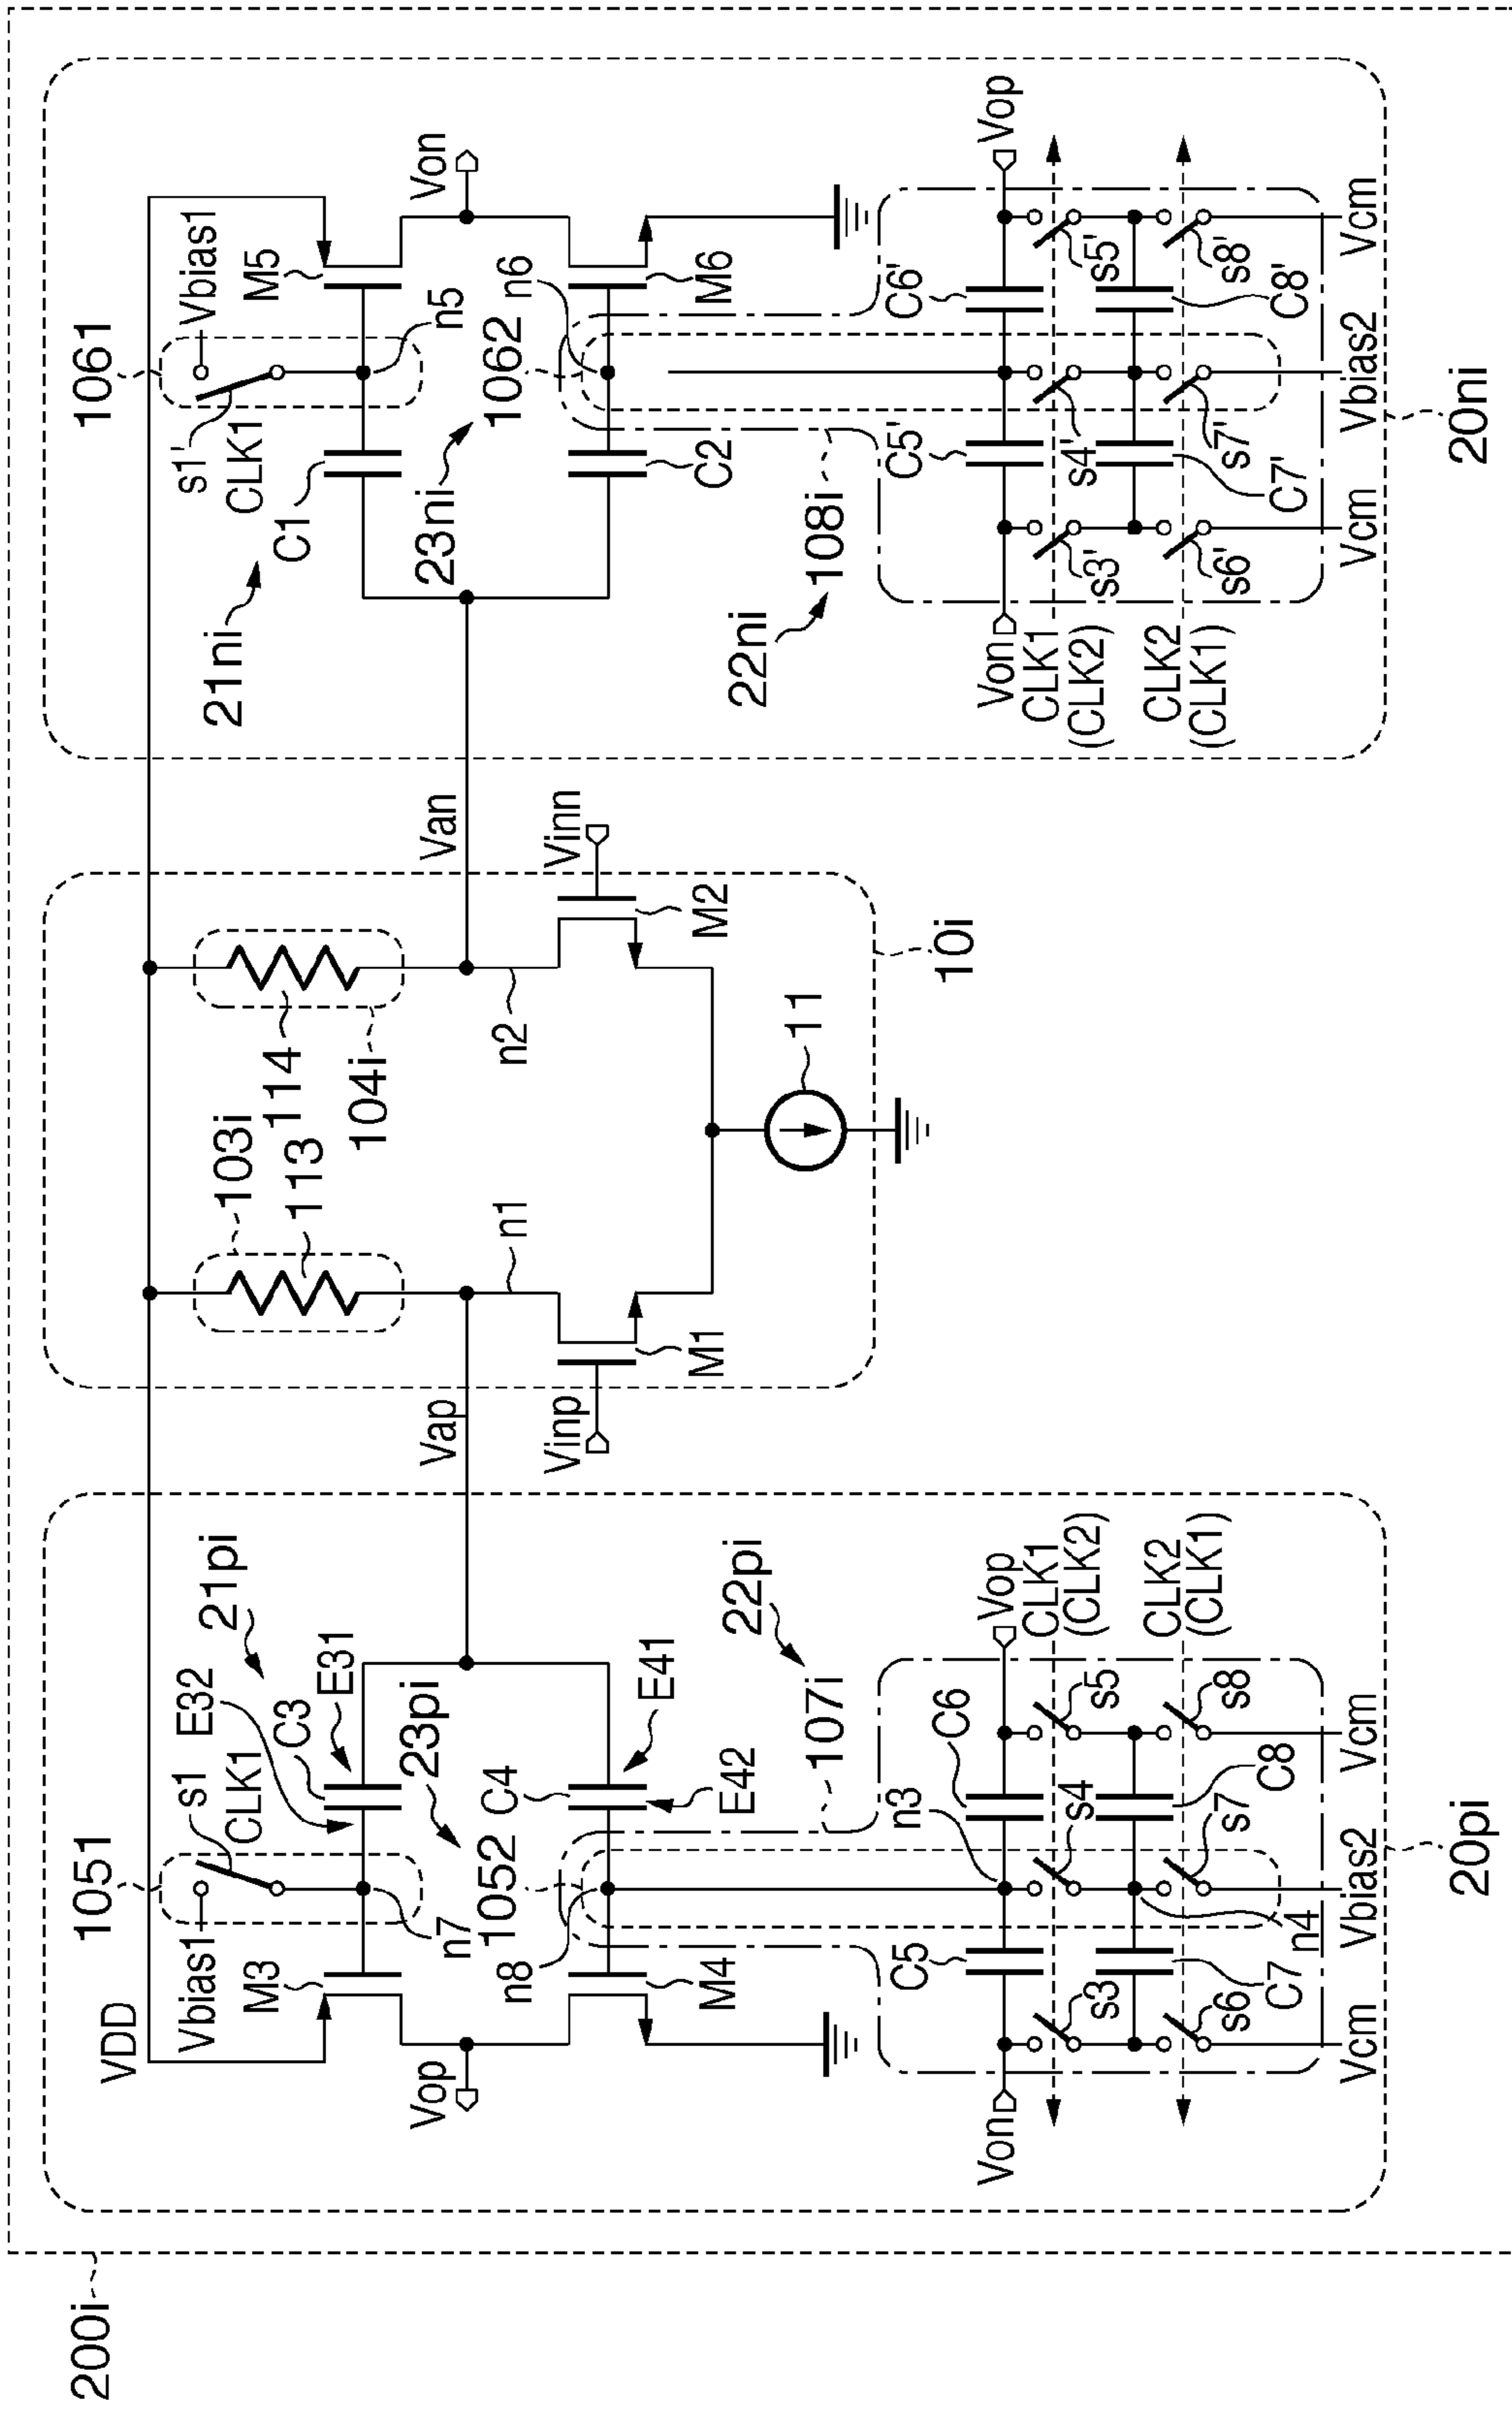 200i
VDD
1051
s1
CLK1
Vbias1
M3
n7
E32
C3
E31
21pi
23pi
Vop
1052
n8
M4
C4
E41
E42
22pi
107i
n3
C5
C6
Von
Vop
CLK1
(CLK2)
s3
s4
s5
CLK2
(CLK1)
s6
s7
s8
C7
n4
C8
Vcm
Vbias2
Vcm
20pi
Vap
103i
113
114
104i
n1
n2
Vinp
M1
Vinn
M2
11
10i
Van
1061
s1'
CLK1
Vbias1
M5
C1
n5
21ni
23ni
Von
1062
n6
C2
M6
22ni
108i
C5'
C6'
Von
Vop
CLK1
(CLK2)
s3'
s4'
s5'
CLK2
(CLK1)
s6'
s7'
s8'
C7'
C8'
Vcm
Vbias2
Vcm
20ni